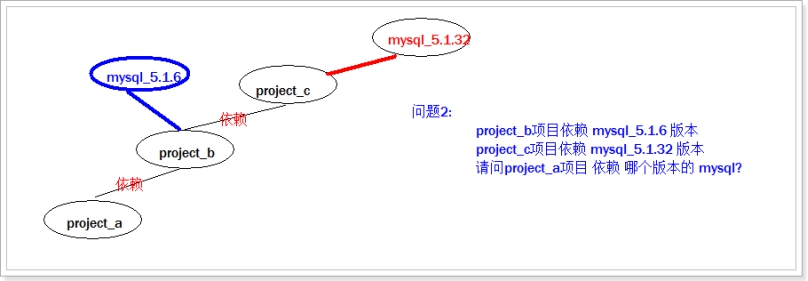 mysql_5.1.32
mysql_5.1.6
project_c
问题2:
依赖
project_b项目依赖 mysql_5.1.6 版本
project_c项目依赖 mysql_5.1.32 版本
project_b
请问project_a项目 依赖 哪个版本的 mysql?
依赖
project_a